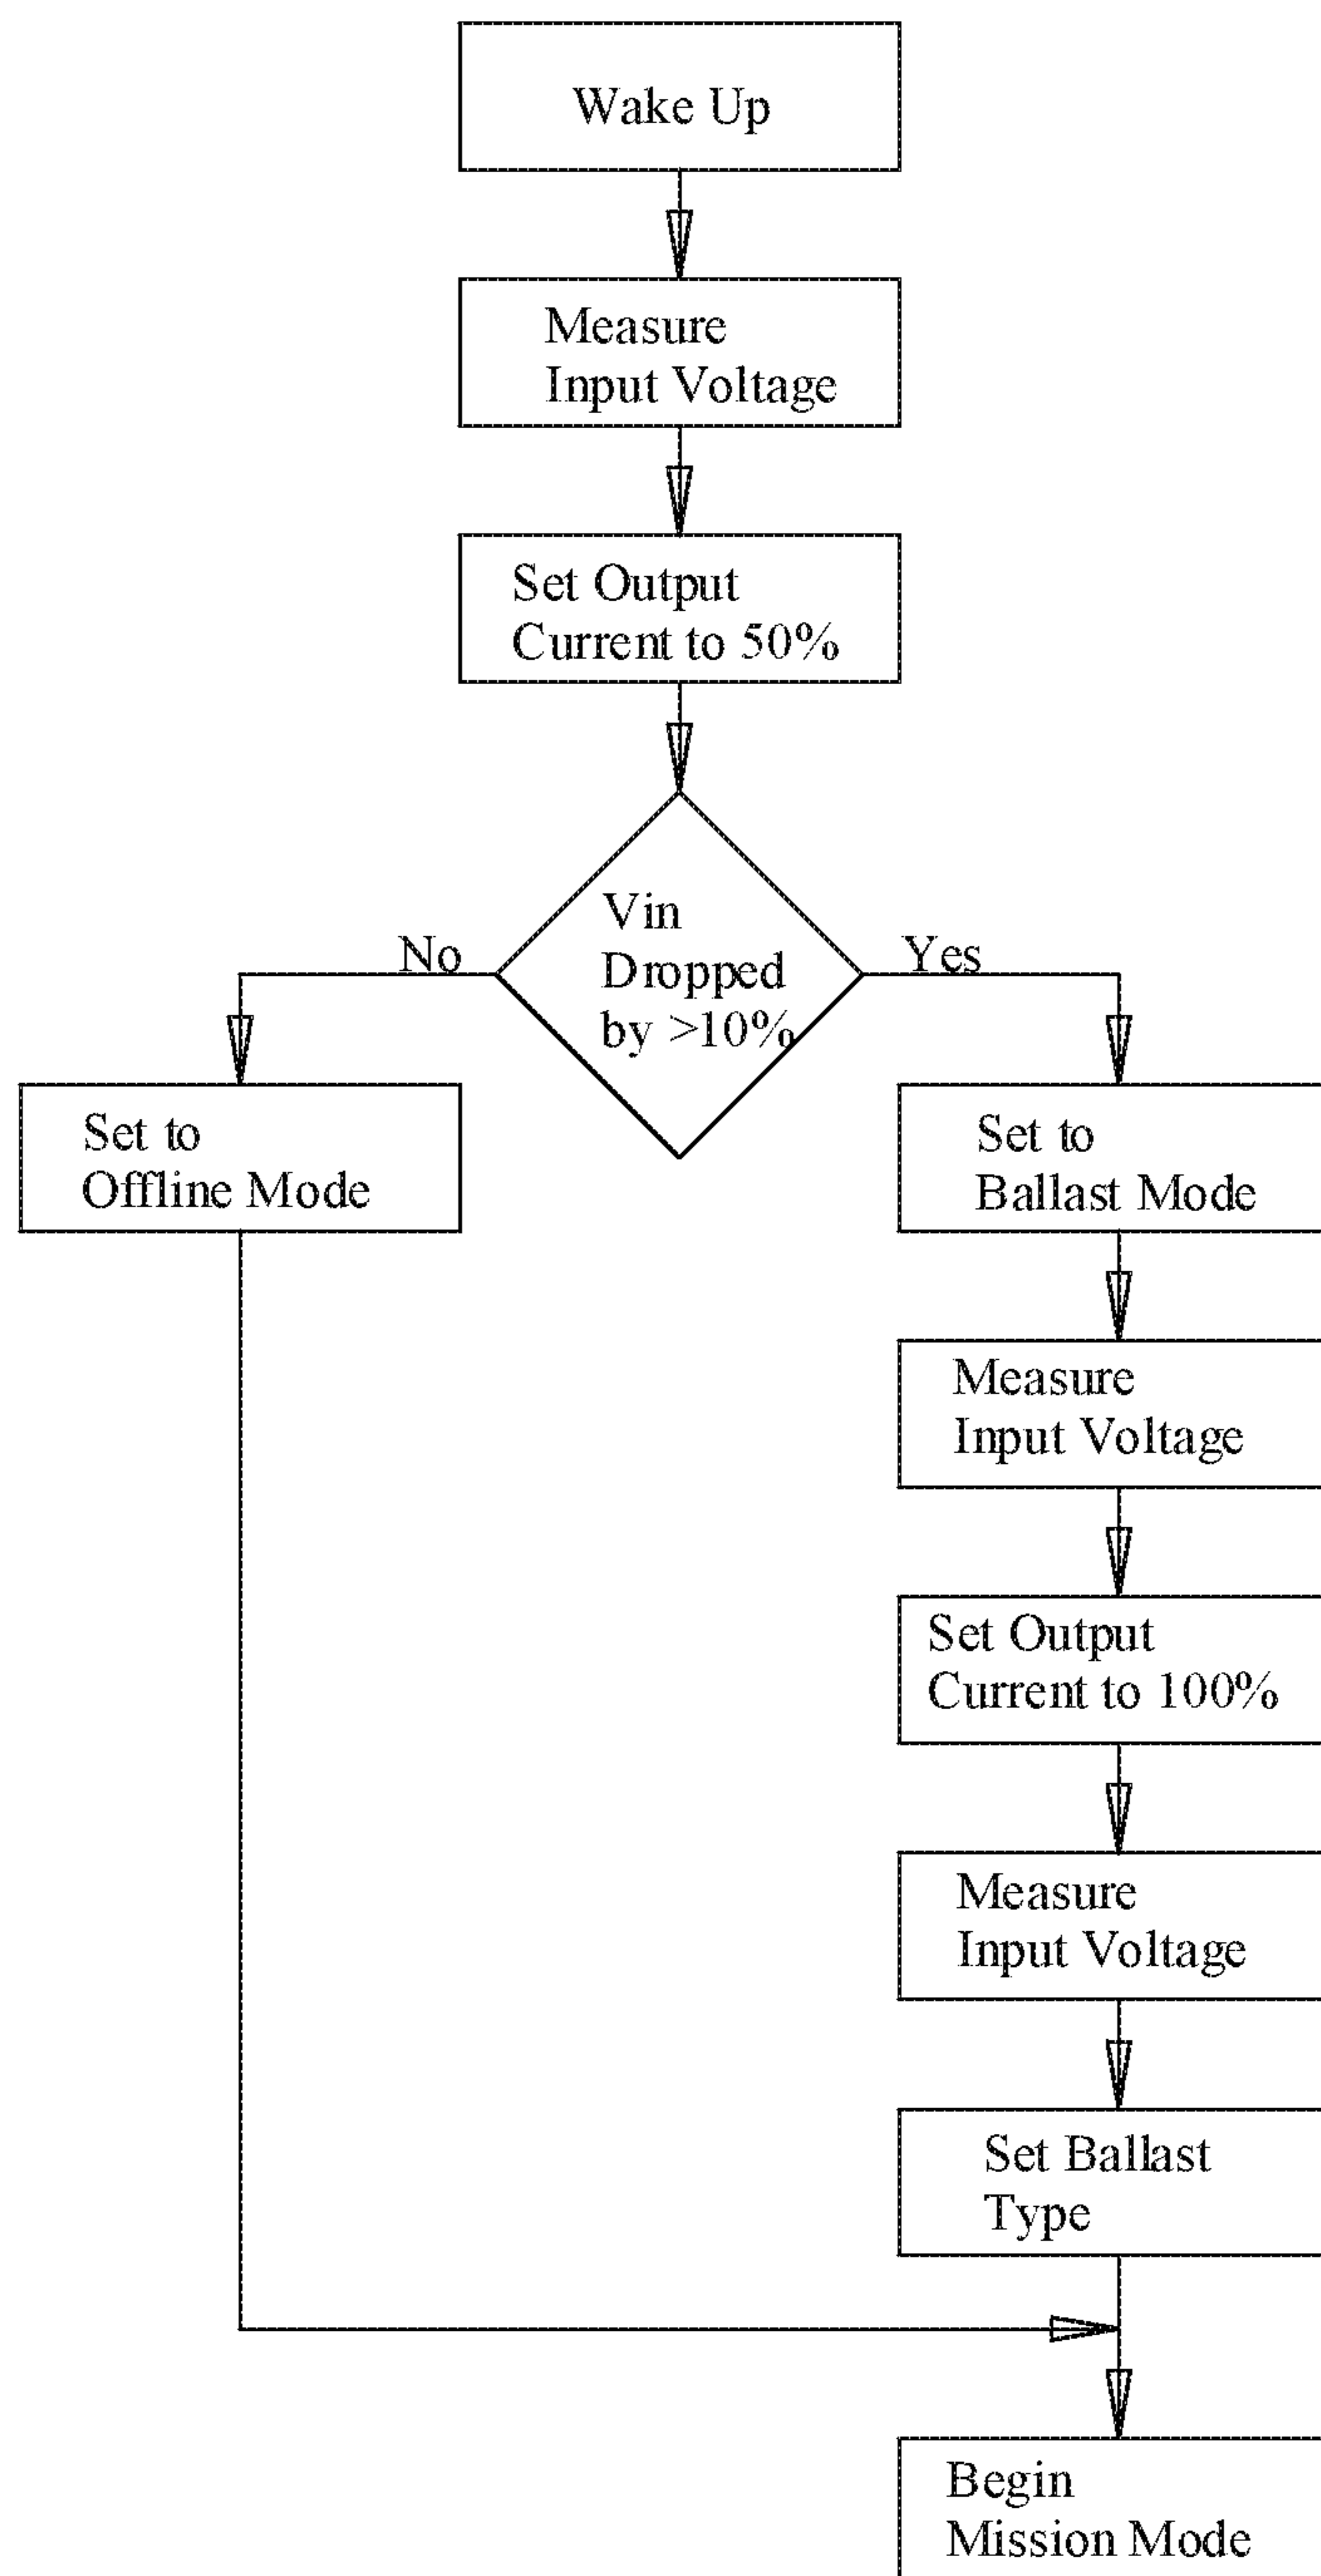 Wake Up
Measure
Input Voltage
Set Output
Current to 50%
Vin
Dropped
by >10%
No
Yes
Set to
Offline Mode
Set to
Ballast Mode
Measure
Input Voltage
Set Output
Current to 100%
Measure
Input Voltage
Set Ballast
Type
Begin
Mission Mode